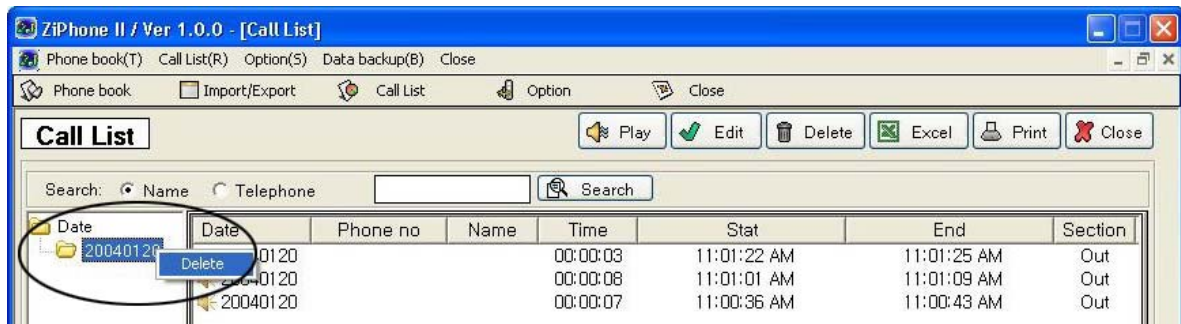 ZiPhone II / Ver 1.0.0 - [Call List]
Phone book(T) Call List(R) Option(S) Data backup(B) Close
Phone book Import/Export Call List Option Close
Call List Play Edit Delete Excel Print Close
Search: Name Telephone Search
Date Date Phone no Name Time Stat End Section
20040120 Delete 0120 00:00:03 11:01:22 AM 11:01:25 AM Out
20040120 00:00:08 11:01:01 AM 11:01:09 AM Out
20040120 00:00:07 11:00:36 AM 11:00:43 AM Out